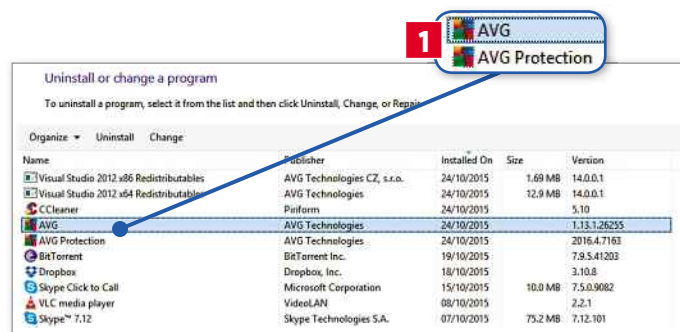 1
AVG
AVG Protection
Uninstall or change a program
To uninstall a program, select it from the list and then click Uninstall, Change, or Repair
Organize Uninstall Change
Name Publisher Installed On Size Version
Visual Studio 2012 x86 Redistributables AVG Technologies CZ, s.r.o. 24/10/2015 1.69 MB 14.0.0.1
Visual Studio 2012 x64 Redistributables AVG Technologies 24/10/2015 12.9 MB 14.0.0.1
CCleaner Piriform 24/10/2015 5.10
AVG AVG Technologies 24/10/2015 1.13.1.26255
AVG Protection AVG Technologies 24/10/2015 2016.4.7163
BitTorrent BitTorrent Inc. 19/10/2015 7.9.5.41203
Dropbox Dropbox, Inc. 18/10/2015 3.10.8
Skype Click to Call Microsoft Corporation 15/10/2015 10.0 MB 7.5.0.9082
VLC media player VideoLAN 08/10/2015 2.2.1
Skype™ 7.12 Skype Technologies S.A. 07/10/2015 75.2 MB 7.12.101